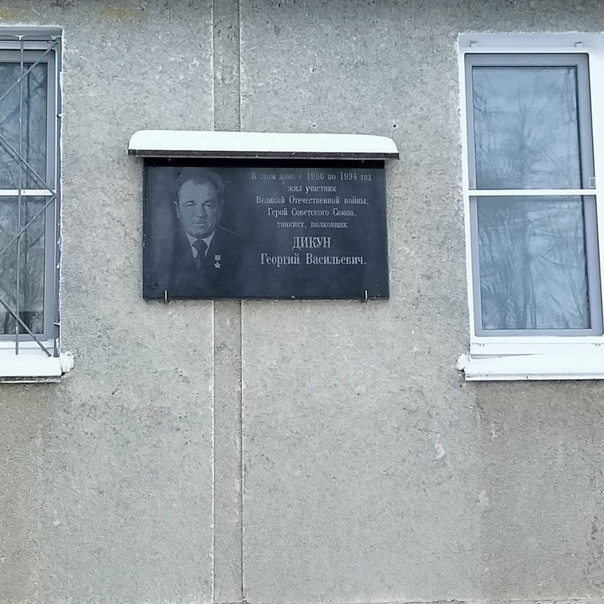 В этом доме с 1986 по 1994 год
жил участник
Великой Отечественной войны,
Герой Советского Союза,
танкист, полковник
ДИКУН
Георгий Васильевич.